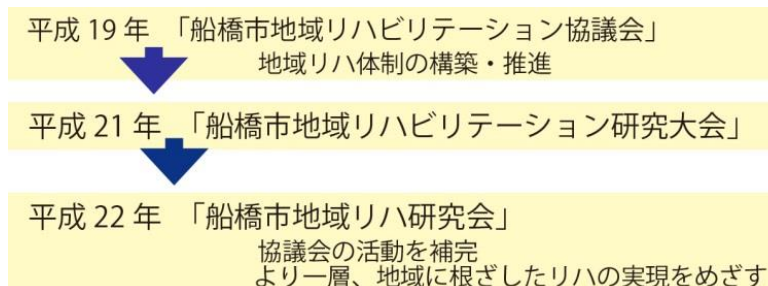 平成 19 年 「船橋市地域リハビリテーション協議会」
地域リハ体制の構築・推進
平成 21 年 「船橋市地域リハビリテーション研究大会」
平成 22 年 「船橋市地域リハ研究会」
協議会の活動を補完
より一層、地域に根ざしたリハの実現をめざす